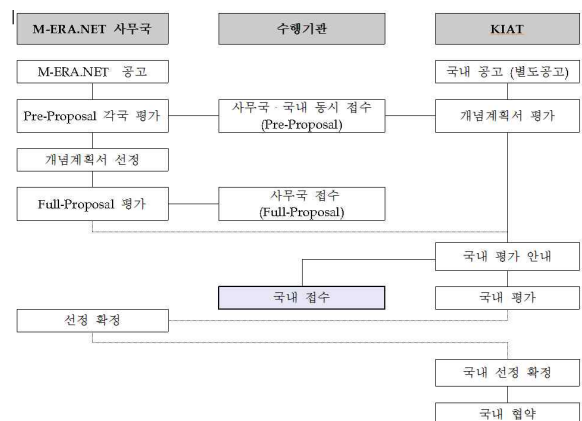 M-ERA.NET 사무국
수행기관
KIAT
M-ERA.NET 공고
국내 공고 (별도공고)
Pre-Proposal 각국 평가
사무국·국내 동시 접수
(Pre-Proposal)
개념계획서 평가
개념계획서 선정
Full-Proposal 평가
사무국 접수
(Full-Proposal)
국내 평가 안내
국내 접수
국내 평가
선정 확정
국내 선정 확정
국내 협약